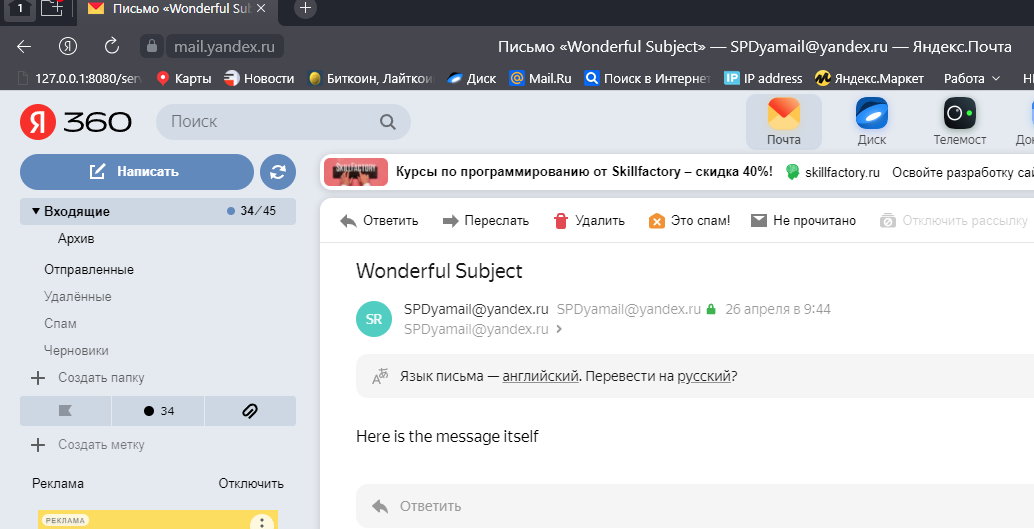 1
Письмо «Wonderful Sub
Я
mail.yandex.ru
Письмо «Wonderful Subject» — SPDyamail@yandex.ru — Яндекс.Почта
127.0.0.1:8080/serv
Карты
Новости
Биткоин, Лайткои
Диск
@ Mail.Ru
Поиск в Интернет
IP IP address
Яндекс.Маркет
Работа
Я 360
Поиск
Почта
Диск
Телемост
Написать
SKILLFACTORY
Курсы по программированию от Skillfactory – скидка 40%!
skillfactory.ru
Освойте разработку сай
Входящие
34/45
Архив
Отправленные
Удалённые
Спам
Черновики
Создать папку
34
Создать метку
Реклама
Отключить
РЕКЛАМА
Ответить
Переслать
Удалить
Это спам!
Не прочитано
Отключить рассылку
Wonderful Subject
SR
SPDyamail@yandex.ru SPDyamail@yandex.ru 26 апреля в 9:44
SPDyamail@yandex.ru
Язык письма — английский. Перевести на русский?
Here is the message itself
Ответить